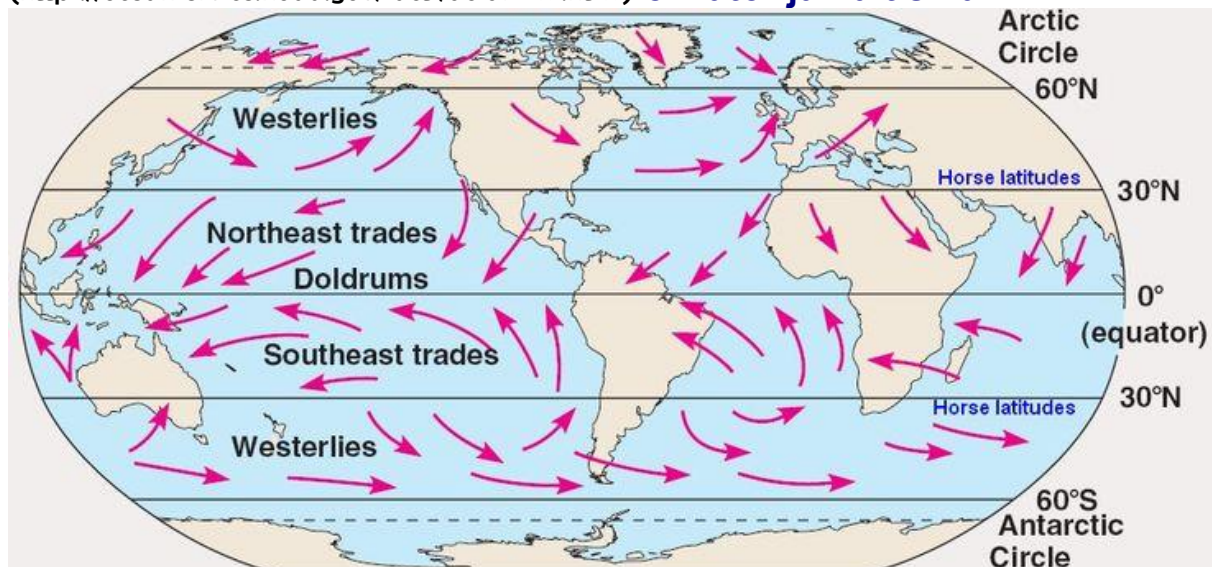 Arctic
Circle
60°N
Westerlies
Horse latitudes
30°N
Northeast trades
Doldrums
0°
(equator)
Southeast trades
30°N
Horse latitudes
Westerlies
60°S
Antarctic
Circle